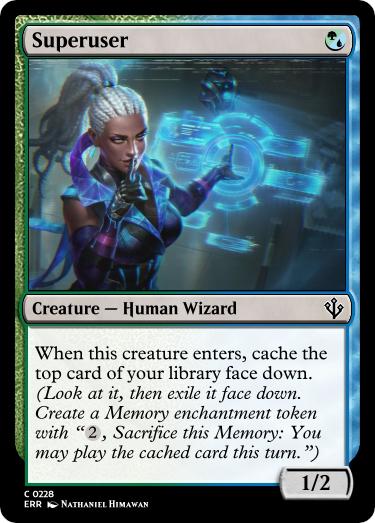 Superuser
Creature — Human Wizard
When this creature enters, cache the
top card of your library face down.
(Look at it, then exile it face down.
Create a Memory enchantment token
with “2, Sacrifice this Memory: You
may play the cached card this turn.”)
1/2
C 0228
ERR Nathaniel Himawan